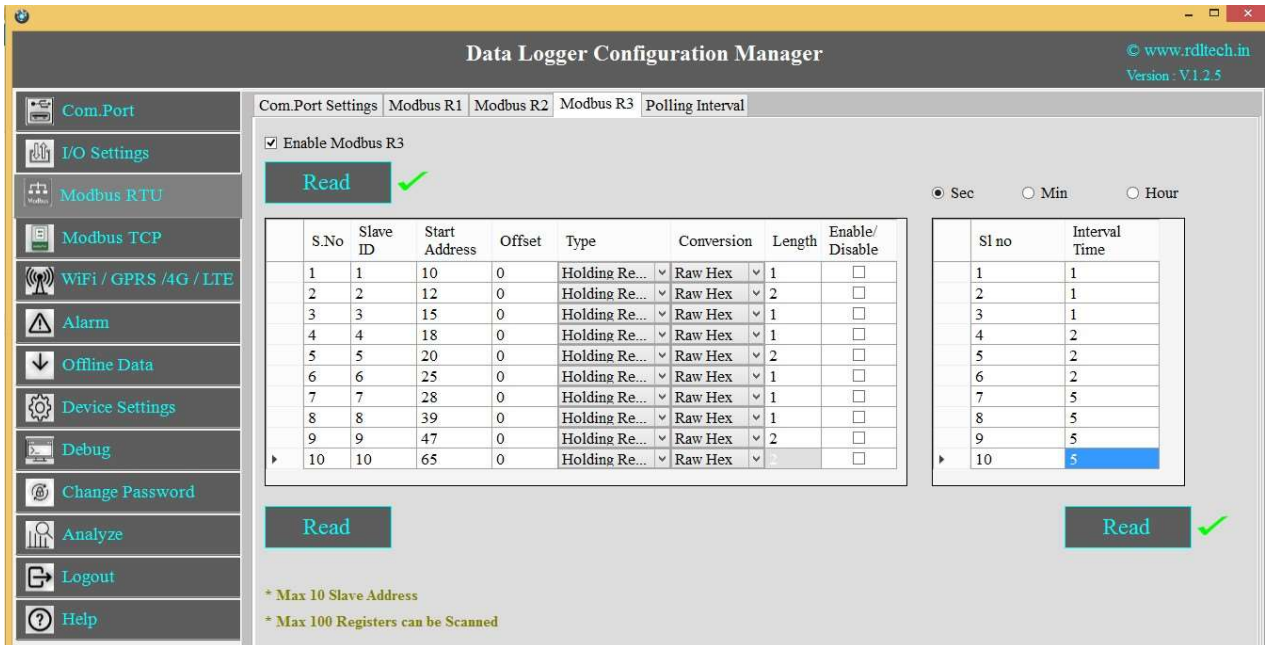 Data Logger Configuration Manager
© www.rdltech.in
Version : V.1.2.5
Com.Port
I/O Settings
Modbus RTU
Modbus TCP
WiFi / GPRS /4G / LTE
Alarm
Offline Data
Device Settings
Debug
Change Password
Analyze
Logout
Help
Com.Port Settings Modbus R1 Modbus R2 Modbus R3 Polling Interval
Enable Modbus R3
Read
Sec Min Hour
S.No Slave ID Start Address Offset Type Conversion Length Enable/ Disable
1 1 10 0 Holding Re... Raw Hex 1
2 2 12 0 Holding Re... Raw Hex 2
3 3 15 0 Holding Re... Raw Hex 1
4 4 18 0 Holding Re... Raw Hex 1
5 5 20 0 Holding Re... Raw Hex 2
6 6 25 0 Holding Re... Raw Hex 1
7 7 28 0 Holding Re... Raw Hex 1
8 8 39 0 Holding Re... Raw Hex 1
9 9 47 0 Holding Re... Raw Hex 2
10 10 65 0 Holding Re... Raw Hex 2
Sl no Interval Time
1 1
2 1
3 1
4 2
5 2
6 2
7 5
8 5
9 5
10 5
Read
Read
* Max 10 Slave Address
* Max 100 Registers can be Scanned